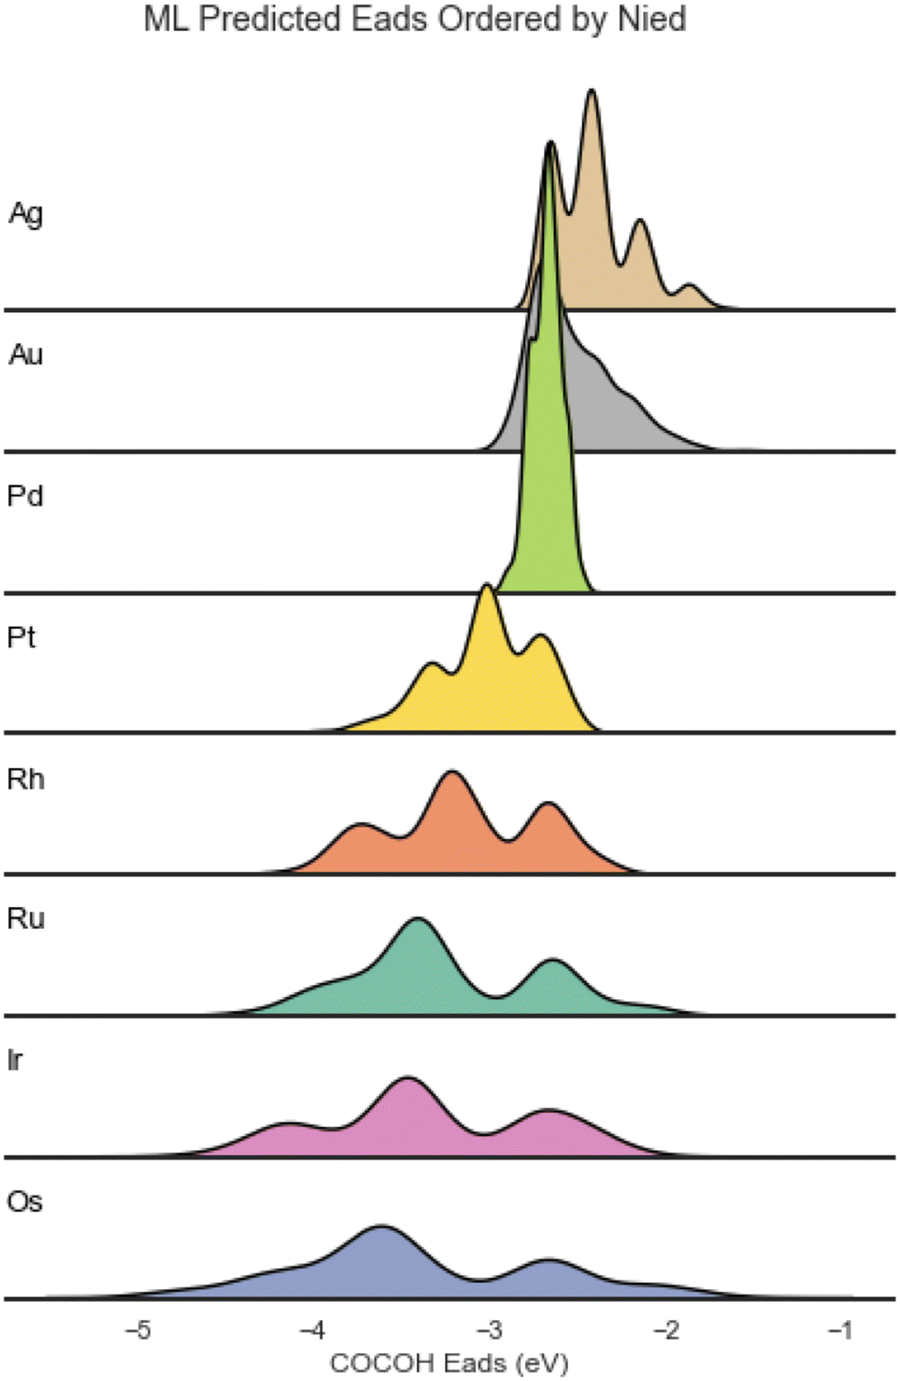 ML Predicted Eads Ordered by Nied
Ag
Au
Pd
Pt
Rh
Ru
Ir
Os
−5 −4 −3 −2 −1
COCOH Eads (eV)